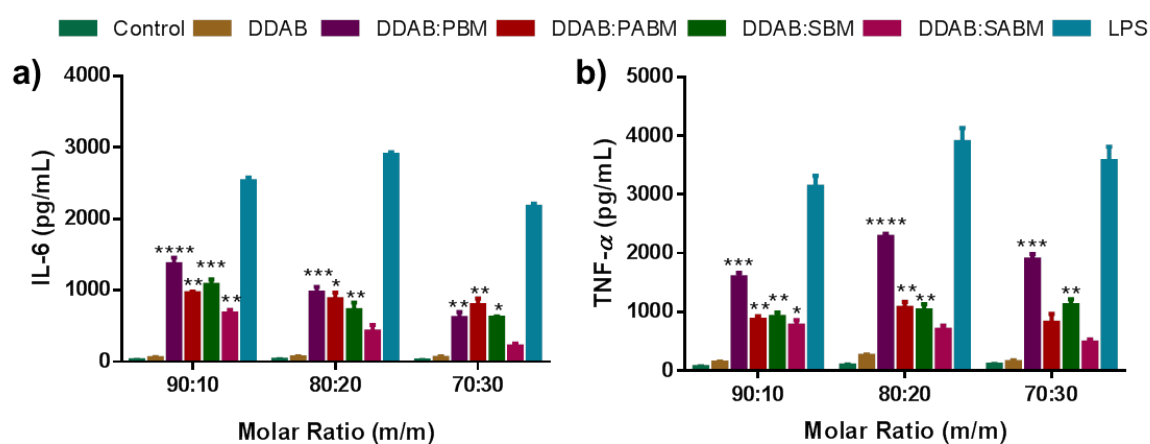 Control DDAB DDAB:PBM DDAB:PABM DDAB:SBM DDAB:SABM LPS
a)
4000
3000
2000
1000
0
IL-6 (pg/mL)
**** ** *** **
*** * **
** ** *
90:10 80:20 70:30
Molar Ratio (m/m)
b)
5000
4000
3000
2000
1000
0
TNF-α (pg/mL)
*** ** ** *
**** ** **
*** **
90:10 80:20 70:30
Molar Ratio (m/m)